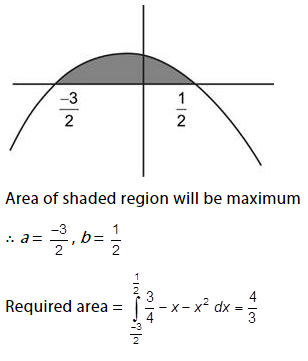 -3/2 1/2
Area of shaded region will be maximum
∴ a = -3/2 , b = 1/2
Required area = ∫_{-3/2}^{1/2} 3/4 - x - x² dx = 4/3